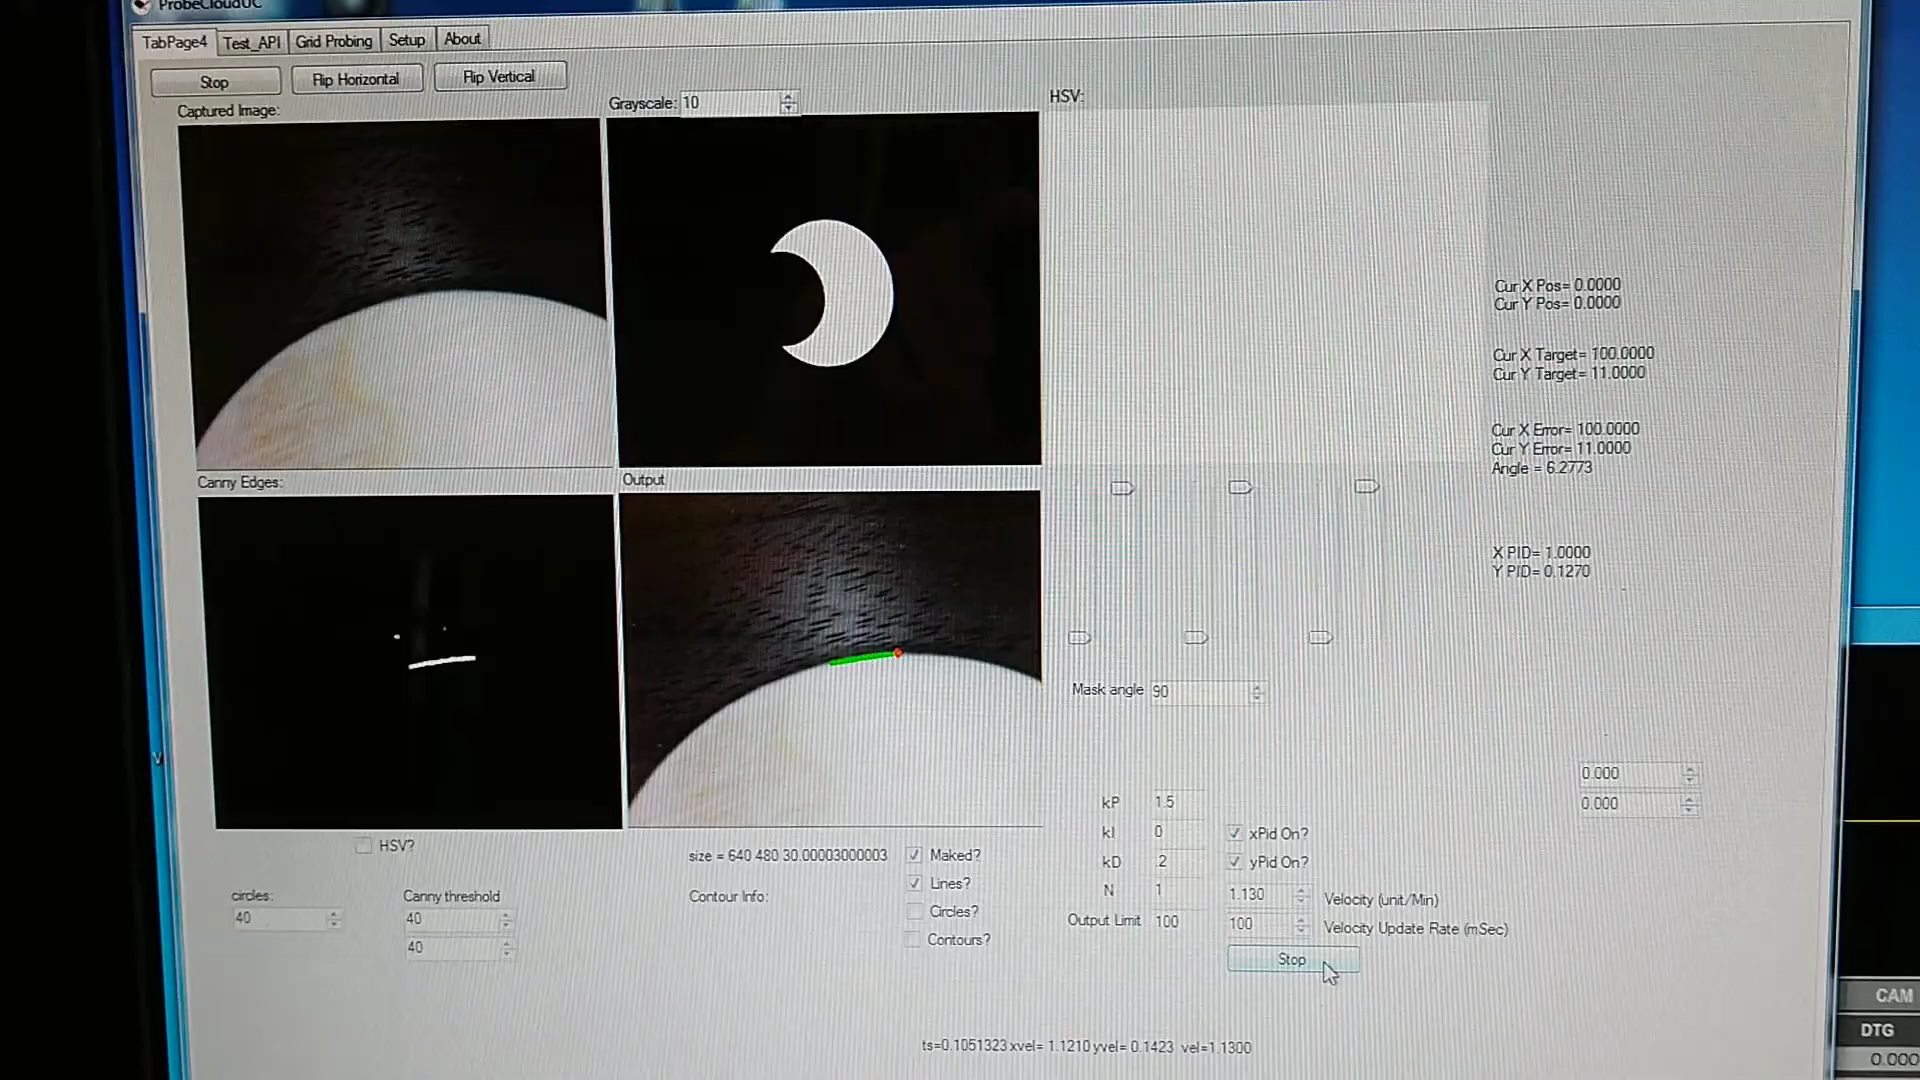 ProbeCloudUC
TabPage4 Test_API Grid Probing Setup About
Stop Flip Horizontal Flip Vertical
Captured Image:
Grayscale: 10
HSV:
Cur X Pos= 0.0000
Cur Y Pos= 0.0000
Cur X Target= 100.0000
Cur Y Target= 11.0000
Cur X Error= 100.0000
Cur Y Error= 11.0000
Angle = 6.2773
Canny Edges:
Output
X PID= 1.0000
Y PID= 0.1270
Mask angle 90
0.000
0.000
kP 1.5
kI 0 xPid On?
kD .2 yPid On?
N 1 1.130 Velocity (unit/Min)
Output Limit 100 100 Velocity Update Rate (mSec)
Stop
HSV?
size = 640 480 30.00003000003
Maked?
Lines?
Circles?
Contours?
Contour Info:
circles:
40
Canny threshold
40
40
ts=0.1051323 xvel= 1.1210 yvel= 0.1423 vel=1.1300
CAM
DTG
0.000